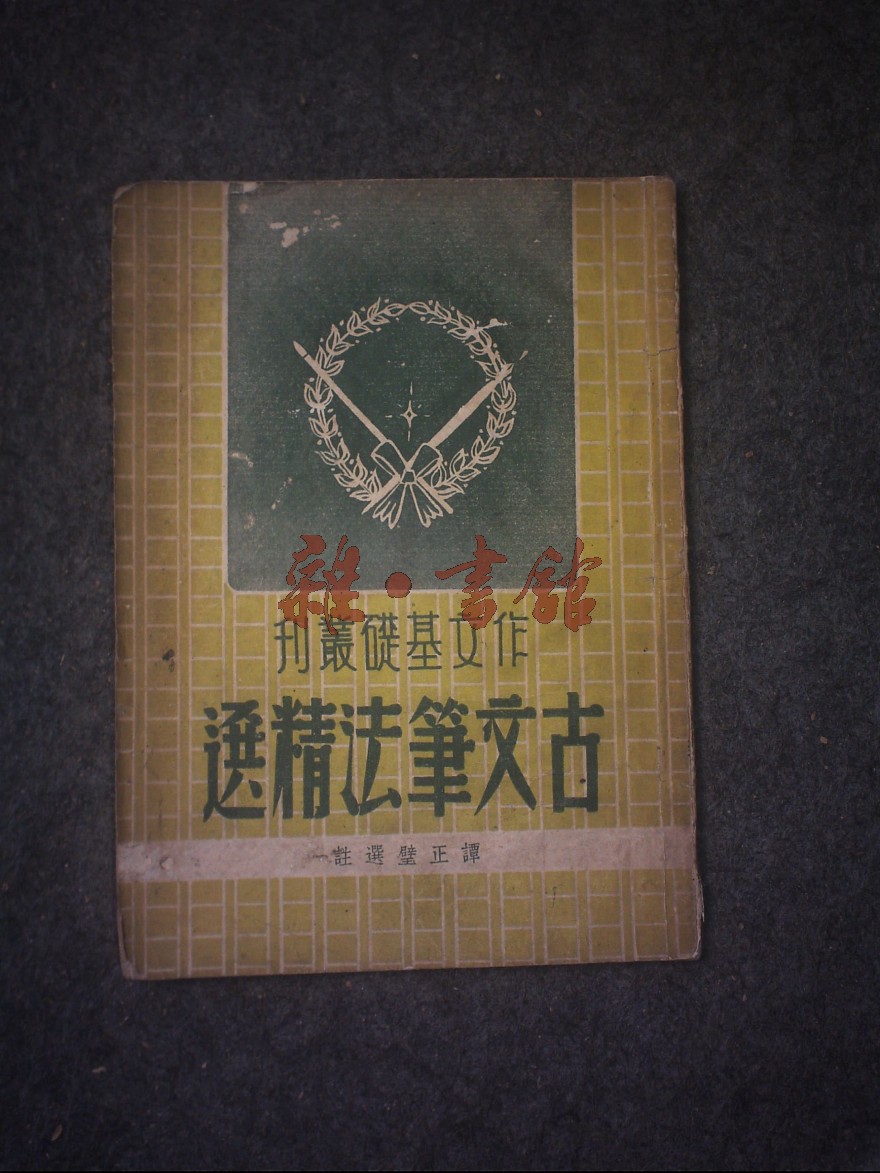 雜·書館
作文基礎叢刊
古文筆法精選
譚正璧選註